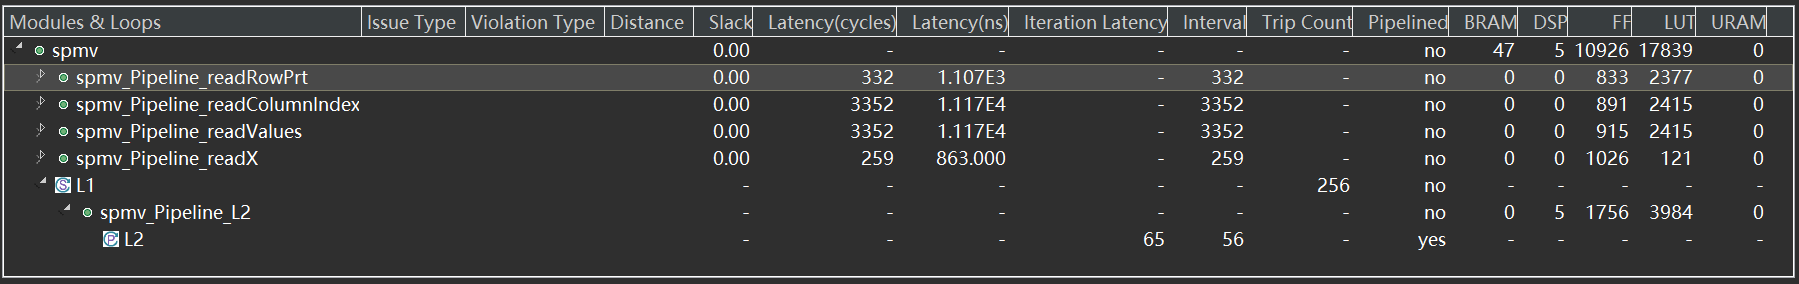 Modules & Loops Issue Type Violation Type Distance Slack Latency(cycles) Latency(ns) Iteration Latency Interval Trip Count Pipelined BRAM DSP FF LUT URAM
spmv 0.00 - - - - - no 47 5 10926 17839 0
spmv_Pipeline_readRowPrt 0.00 332 1.107E3 - 332 - no 0 0 833 2377 0
spmv_Pipeline_readColumnIndex 0.00 3352 1.117E4 - 3352 - no 0 0 891 2415 0
spmv_Pipeline_readValues 0.00 3352 1.117E4 - 3352 - no 0 0 915 2415 0
spmv_Pipeline_readX 0.00 259 863.000 - 259 - no 0 0 1026 121 0
L1 - - - - - 256 no - - - - -
spmv_Pipeline_L2 - - - - - - no 0 5 1756 3984 0
L2 - - - 65 56 - yes - - - - -